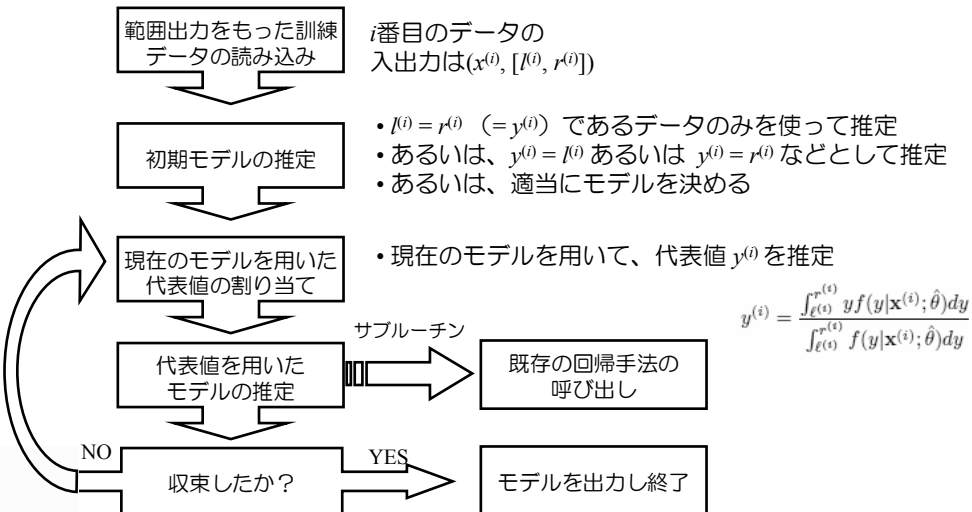 範囲出力をもった訓練
データの読み込み
i番目のデータの
入出力は(x^(i), [l^(i), r^(i)])
初期モデルの推定
• l^(i) = r^(i) （= y^(i)）であるデータのみを使って推定
• あるいは、y^(i) = l^(i) あるいは y^(i) = r^(i) などとして推定
• あるいは、適当にモデルを決める
現在のモデルを用いた
代表値の割り当て
• 現在のモデルを用いて、代表値 y^(i) を推定
y^(i) = \frac{\int_{\ell^(i)}^{r^(i)} y f(y|x^(i); \hat{θ})dy}{\int_{\ell^(i)}^{r^(i)} f(y|x^(i); \hat{θ})dy}
代表値を用いた
モデルの推定
サブルーチン
既存の回帰手法の
呼び出し
NO
収束したか？
YES
モデルを出力し終了